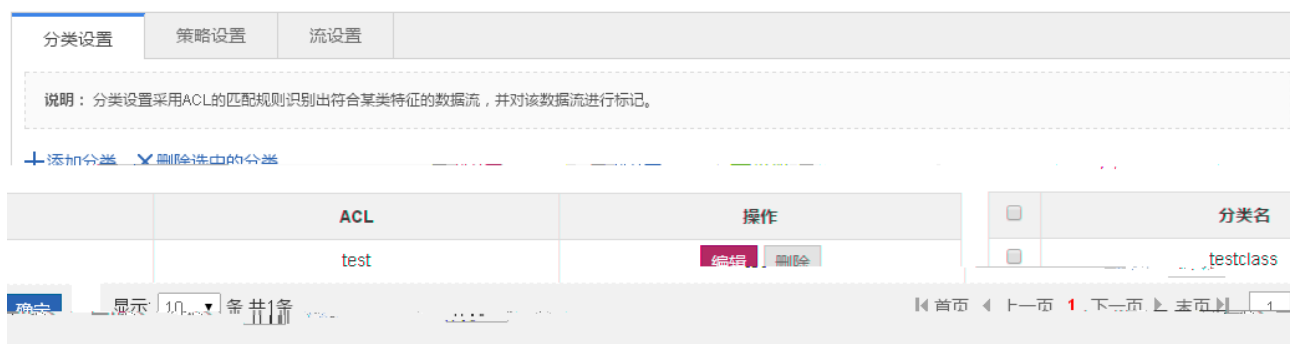 分类设置 策略设置 流设置
说明： 分类设置采用ACL的匹配规则识别出符合某类特征的数据流，并对该数据流进行标记。
添加分类 删除选中的分类
ACL 操作 分类名
test 编辑 删除 testclass
确定 显示: 10 条 共1条 首页 上一页 1 下一页 末页 1